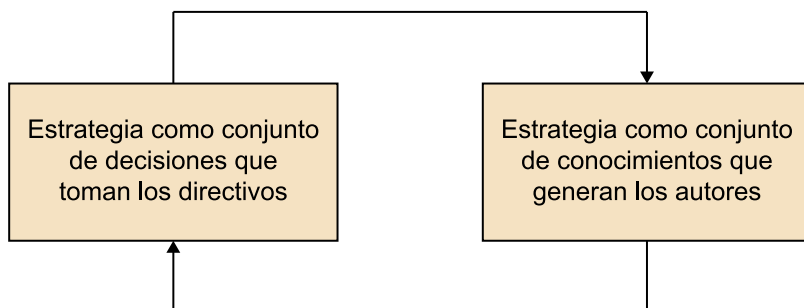 Estrategia como conjunto
de decisiones que
toman los directivos
Estrategia como conjunto
de conocimientos que
generan los autores